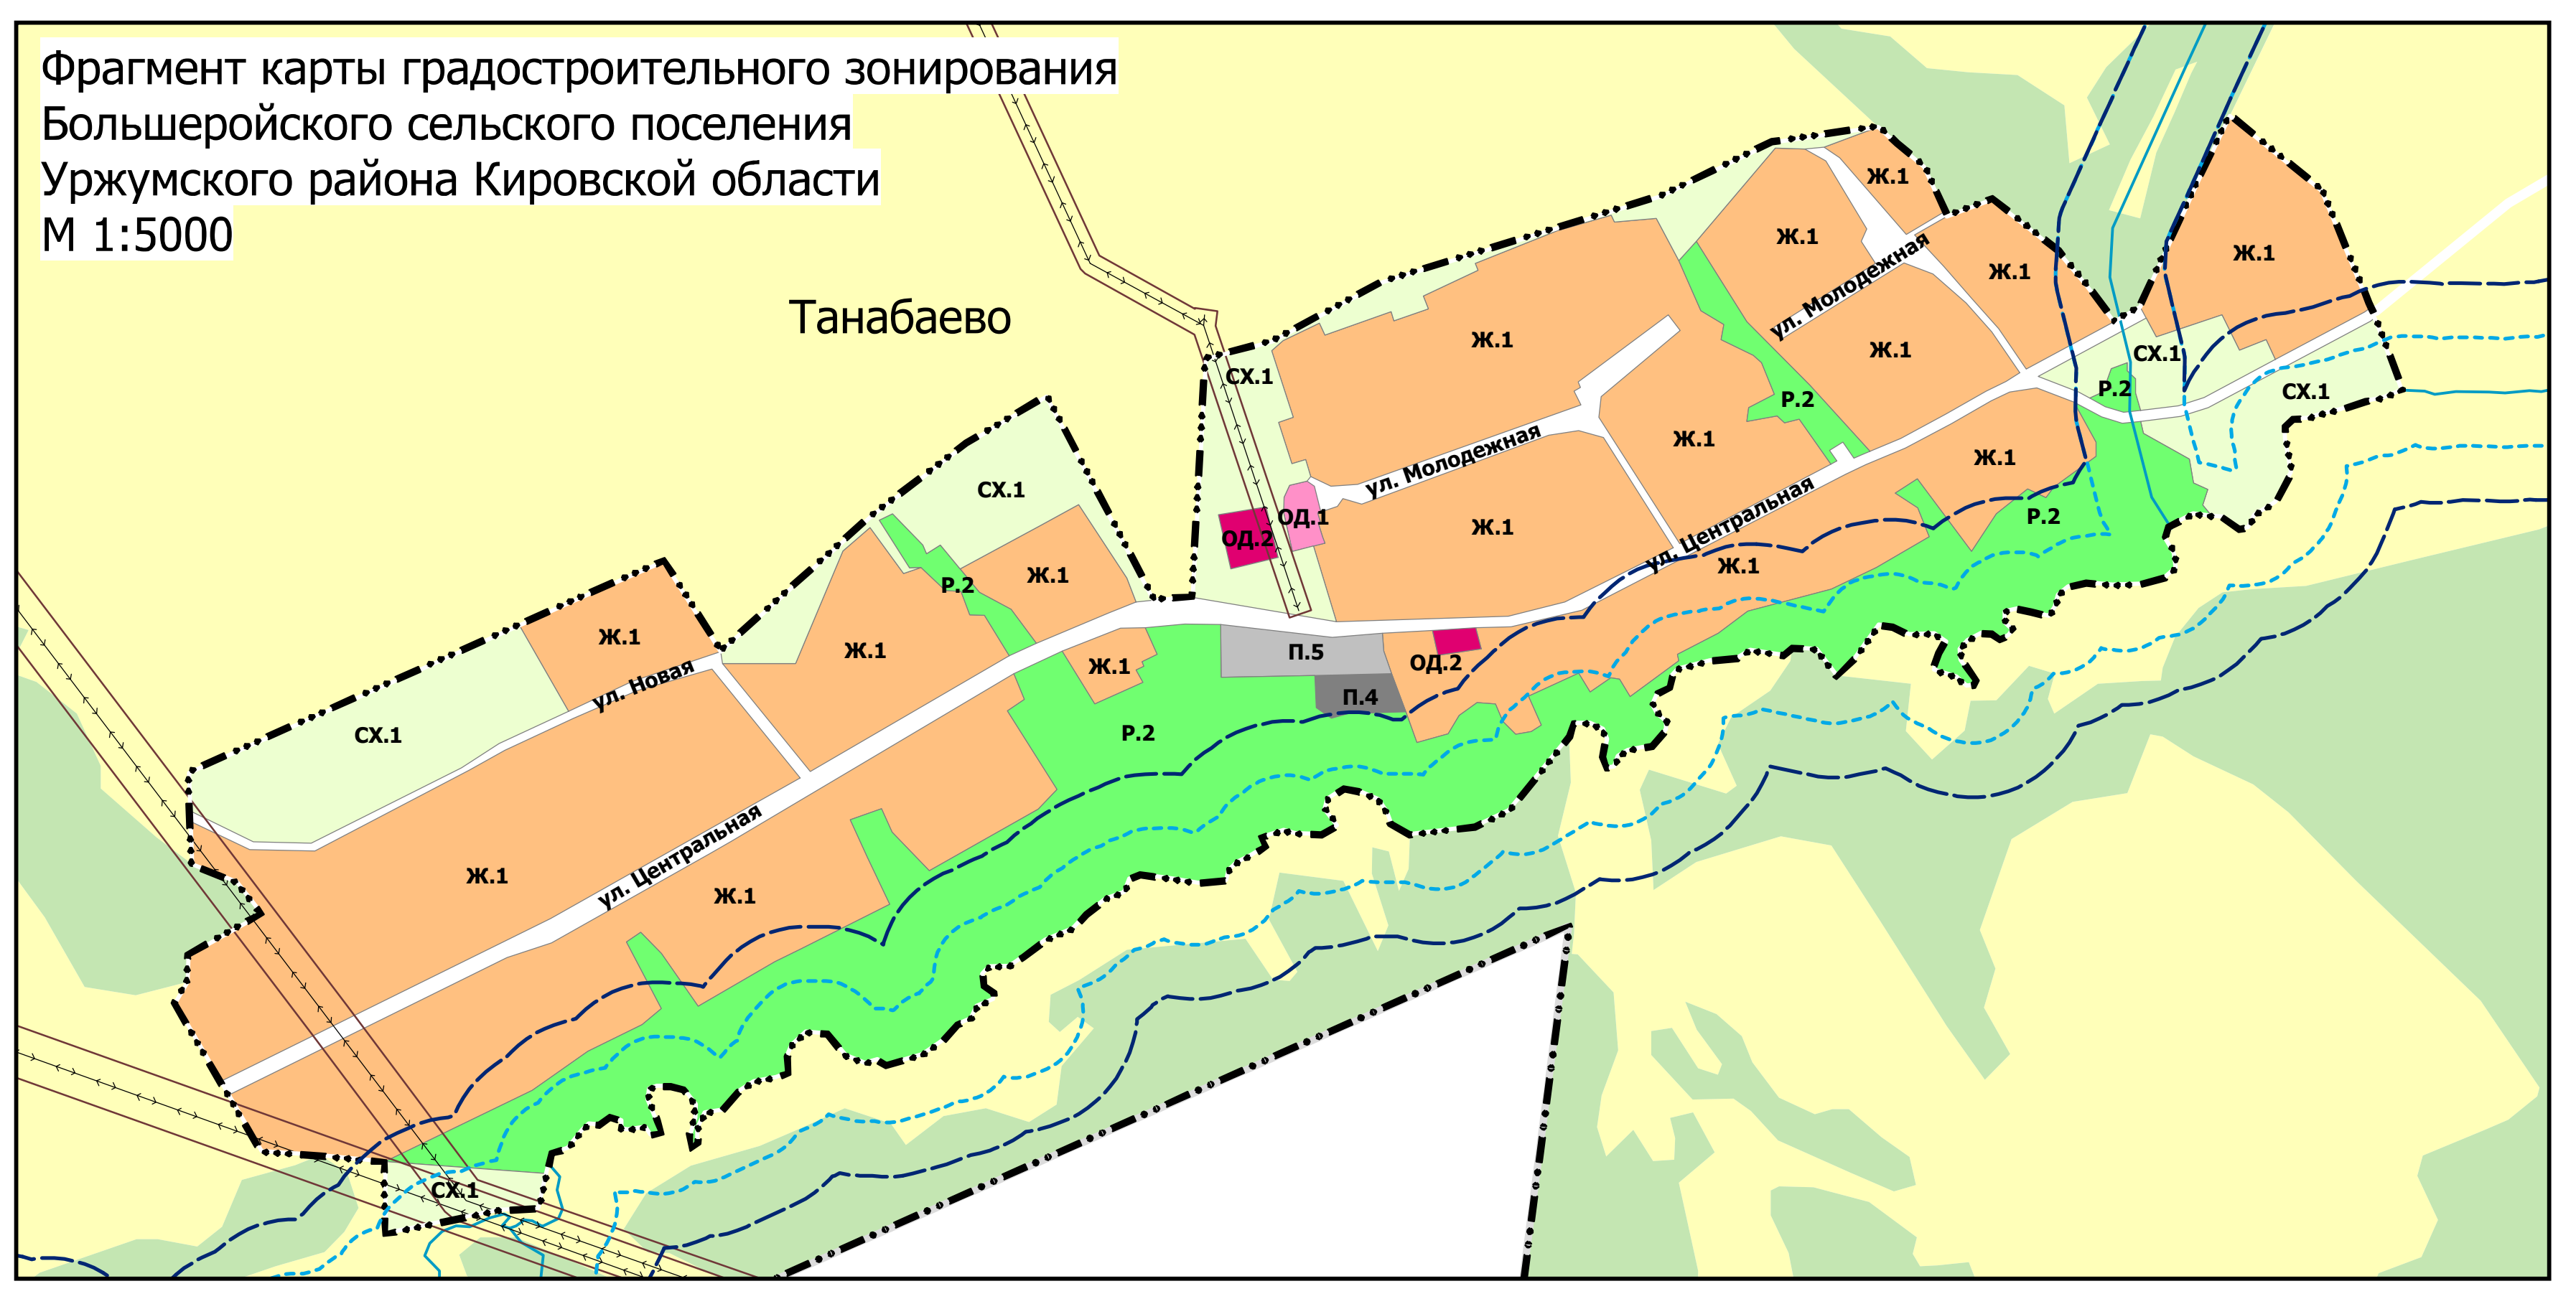 Фрагмент карты градостроительного зонирования
Большеройского сельского поселения
Уржумского района Кировской области
М 1:5000
Танабаево
Ж.1
Ж.1
ул. Молодежная
Ж.1
Ж.1
Ж.1
Ж.1
СХ.1
СХ.1
СХ.1
Р.2
Р.2
Ж.1
ул. Молодежная
Ж.1
Ж.1
СХ.1
ОД.1
ОД.2
Ж.1
ул. Центральная
Р.2
Ж.1
Р.2
Ж.1
Ж.1
ул. Новая
Ж.1
Ж.1
П.5
ОД.2
П.4
СХ.1
Р.2
ул. Центральная
Ж.1
Ж.1
СХ.1